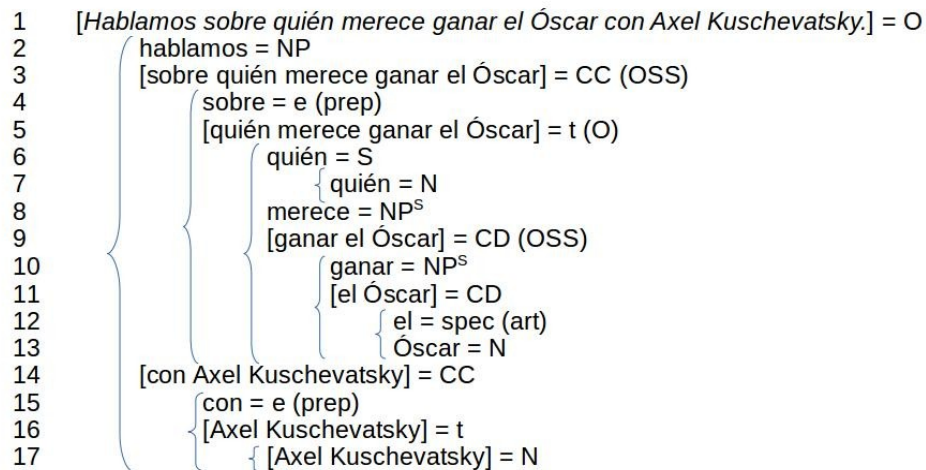 1 [Hablamos sobre quién merece ganar el Óscar con Axel Kuschevatsky.] = O
2 hablamos = NP
3 [sobre quién merece ganar el Óscar] = CC (OSS)
4 sobre = e (prep)
5 [quién merece ganar el Óscar] = t (O)
6 quién = S
7 quién = N
8 merece = NPˢ
9 [ganar el Óscar] = CD (OSS)
10 ganar = NPˢ
11 [el Óscar] = CD
12 el = spec (art)
13 Óscar = N
14 [con Axel Kuschevatsky] = CC
15 con = e (prep)
16 [Axel Kuschevatsky] = t
17 [Axel Kuschevatsky] = N